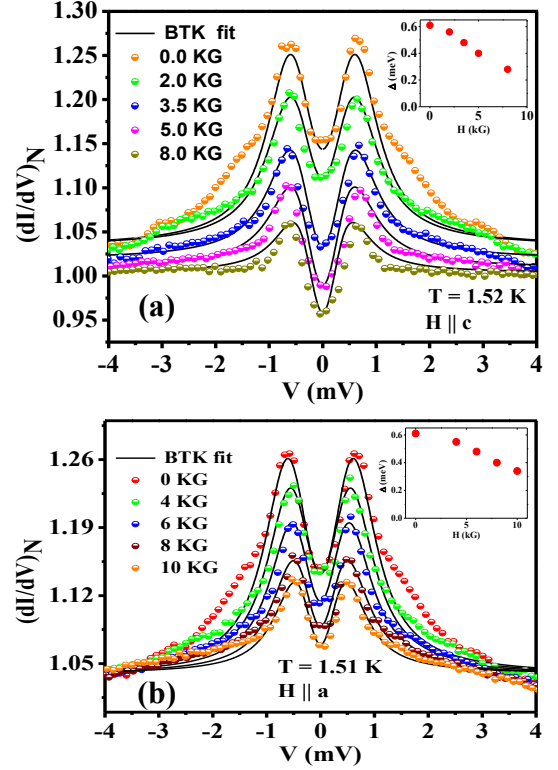 1.30
1.25
1.20
1.15
1.10
1.05
1.00
0.95
(dI/dV)N
BTK fit
0.0 KG
2.0 KG
3.5 KG
5.0 KG
8.0 KG
0.6
0.4
0.2
0.0
Δ (meV)
0 5 10
H (kG)
(a)
T = 1.52 K
H || c
-4 -3 -2 -1 0 1 2 3 4
V (mV)
1.26
1.19
1.12
1.05
(dI/dV)N
BTK fit
0 KG
4 KG
6 KG
8 KG
10 KG
0.6
0.4
0.2
0.0
Δ (meV)
0 5 10
H (kG)
(b)
T = 1.51 K
H || a
-4 -3 -2 -1 0 1 2 3 4
V (mV)